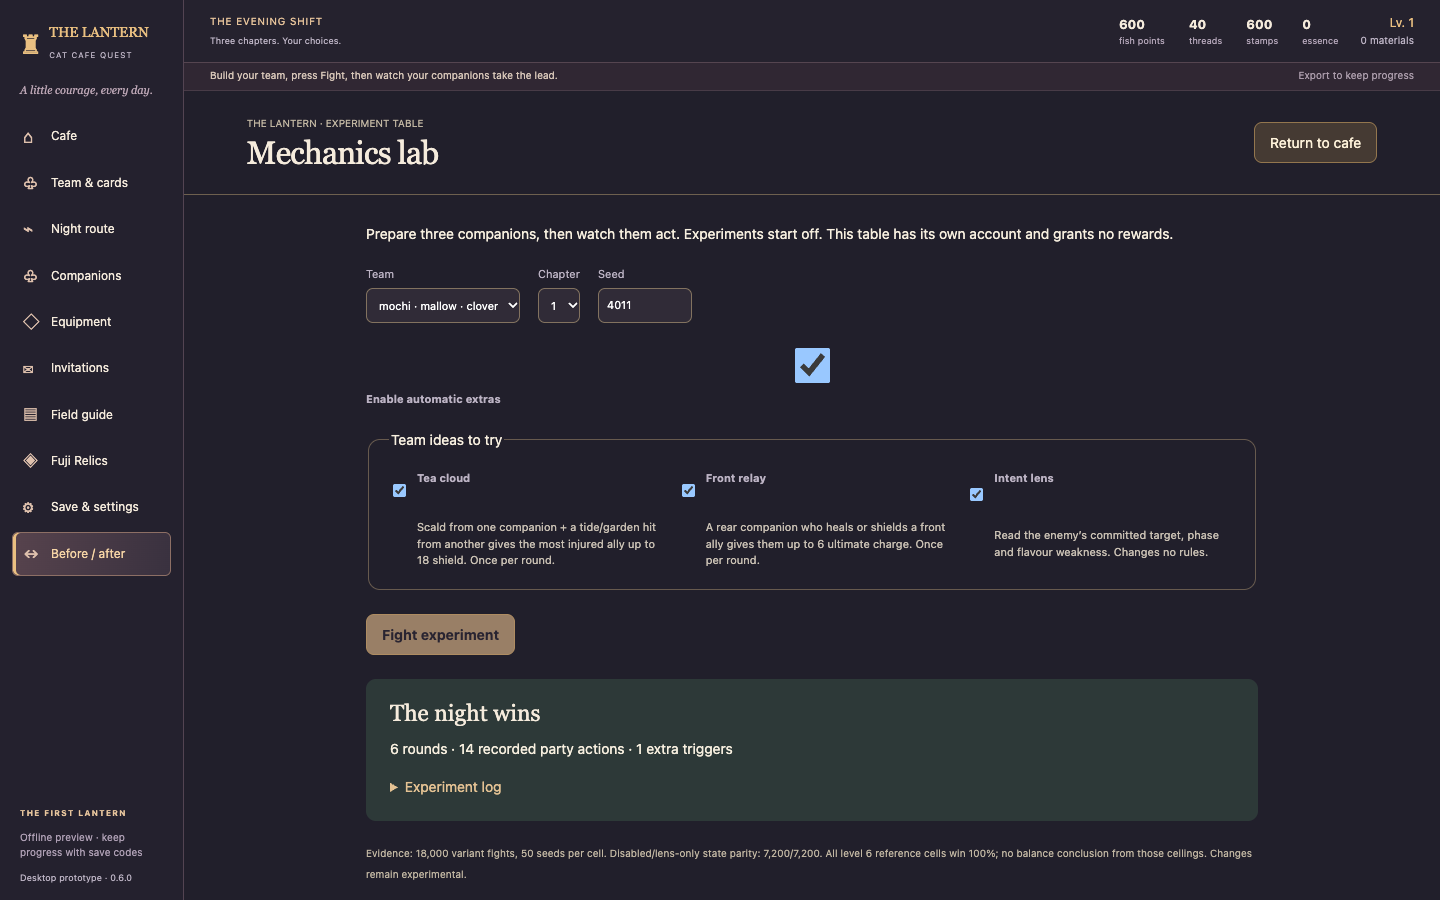 THE LANTERN
CAT CAFE QUEST
A little courage, every day.
Cafe
Team & cards
Night route
Companions
Equipment
Invitations
Field guide
Fuji Relics
Save & settings
Before / after
THE FIRST LANTERN
Offline preview · keep
progress with save codes
Desktop prototype · 0.6.0
THE EVENING SHIFT
Three chapters. Your choices.
600
fish points
40
threads
600
stamps
0
essence
Lv. 1
0 materials
Build your team, press Fight, then watch your companions take the lead.
Export to keep progress
THE LANTERN · EXPERIMENT TABLE
Mechanics lab
Return to cafe
Prepare three companions, then watch them act. Experiments start off. This table has its own account and grants no rewards.
Team
Chapter
Seed
mochi · mallow · clover
1
4011
Enable automatic extras
Team ideas to try
Tea cloud
Scald from one companion + a tide/garden hit
from another gives the most injured ally up to
18 shield. Once per round.
Front relay
A rear companion who heals or shields a front
ally gives them up to 6 ultimate charge. Once
per round.
Intent lens
Read the enemy's committed target, phase
and flavour weakness. Changes no rules.
Fight experiment
The night wins
6 rounds · 14 recorded party actions · 1 extra triggers
Experiment log
Evidence: 18,000 variant fights, 50 seeds per cell. Disabled/lens-only state parity: 7,200/7,200. All level 6 reference cells win 100%; no balance conclusion from those ceilings. Changes
remain experimental.